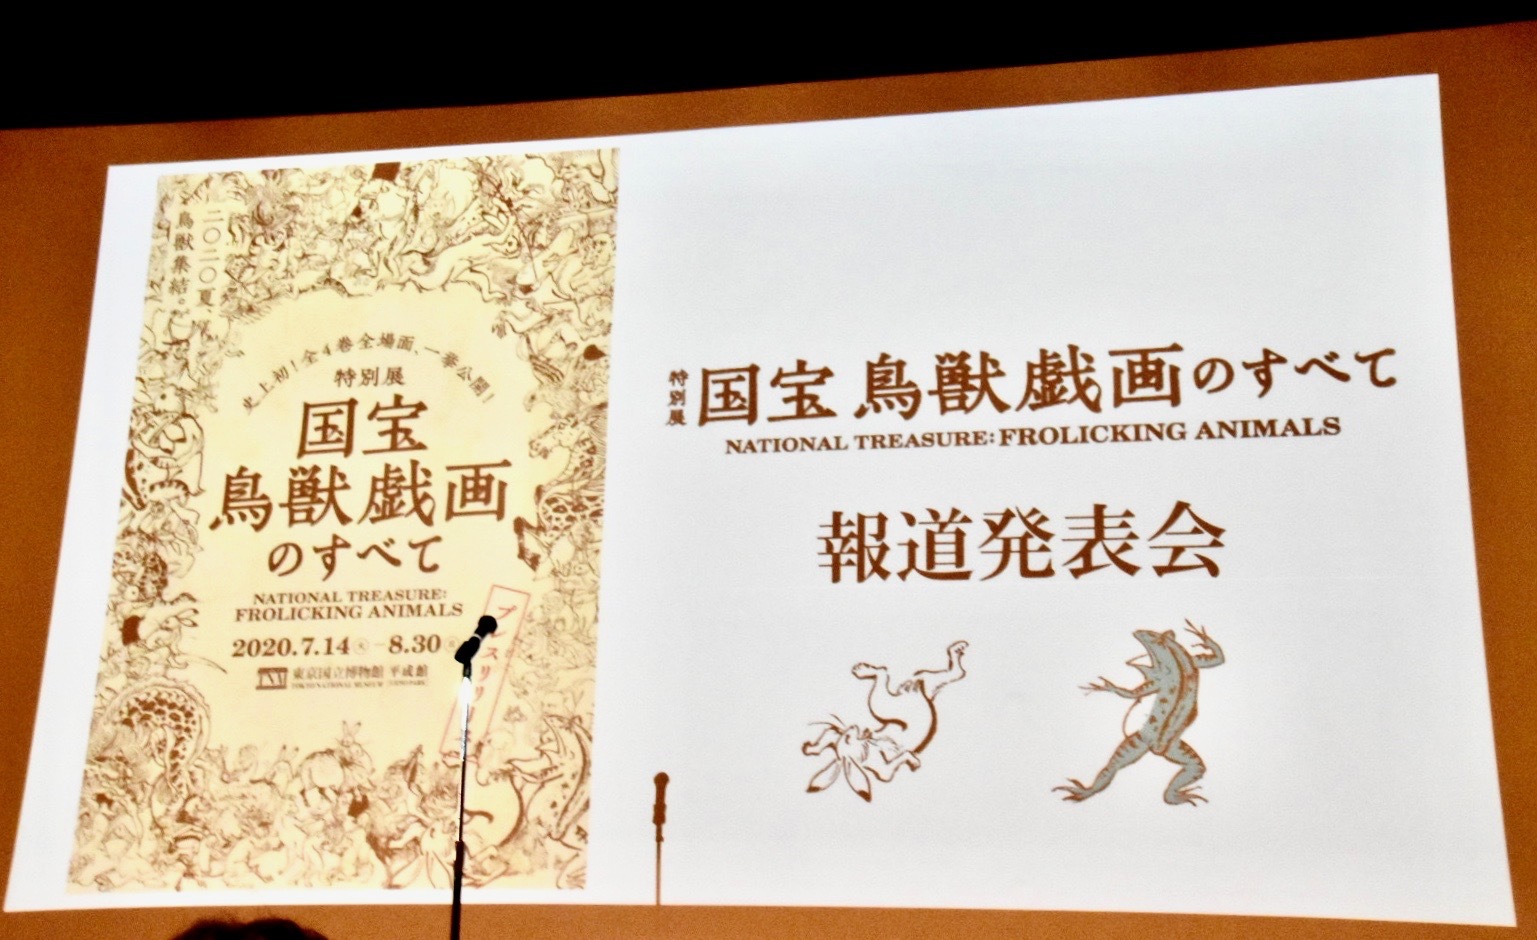 二〇二〇夏
鳥獣集結。
史上初！全4巻全場面、一挙公開！
特別展
国宝
鳥獣戯画
のすべて
NATIONAL TREASURE:
FROLICKING ANIMALS
2020.7.14㊋ 8.30
東京国立博物館 平成館
特別展
国宝 鳥獣戯画のすべて
NATIONAL TREASURE: FROLICKING ANIMALS
報道発表会